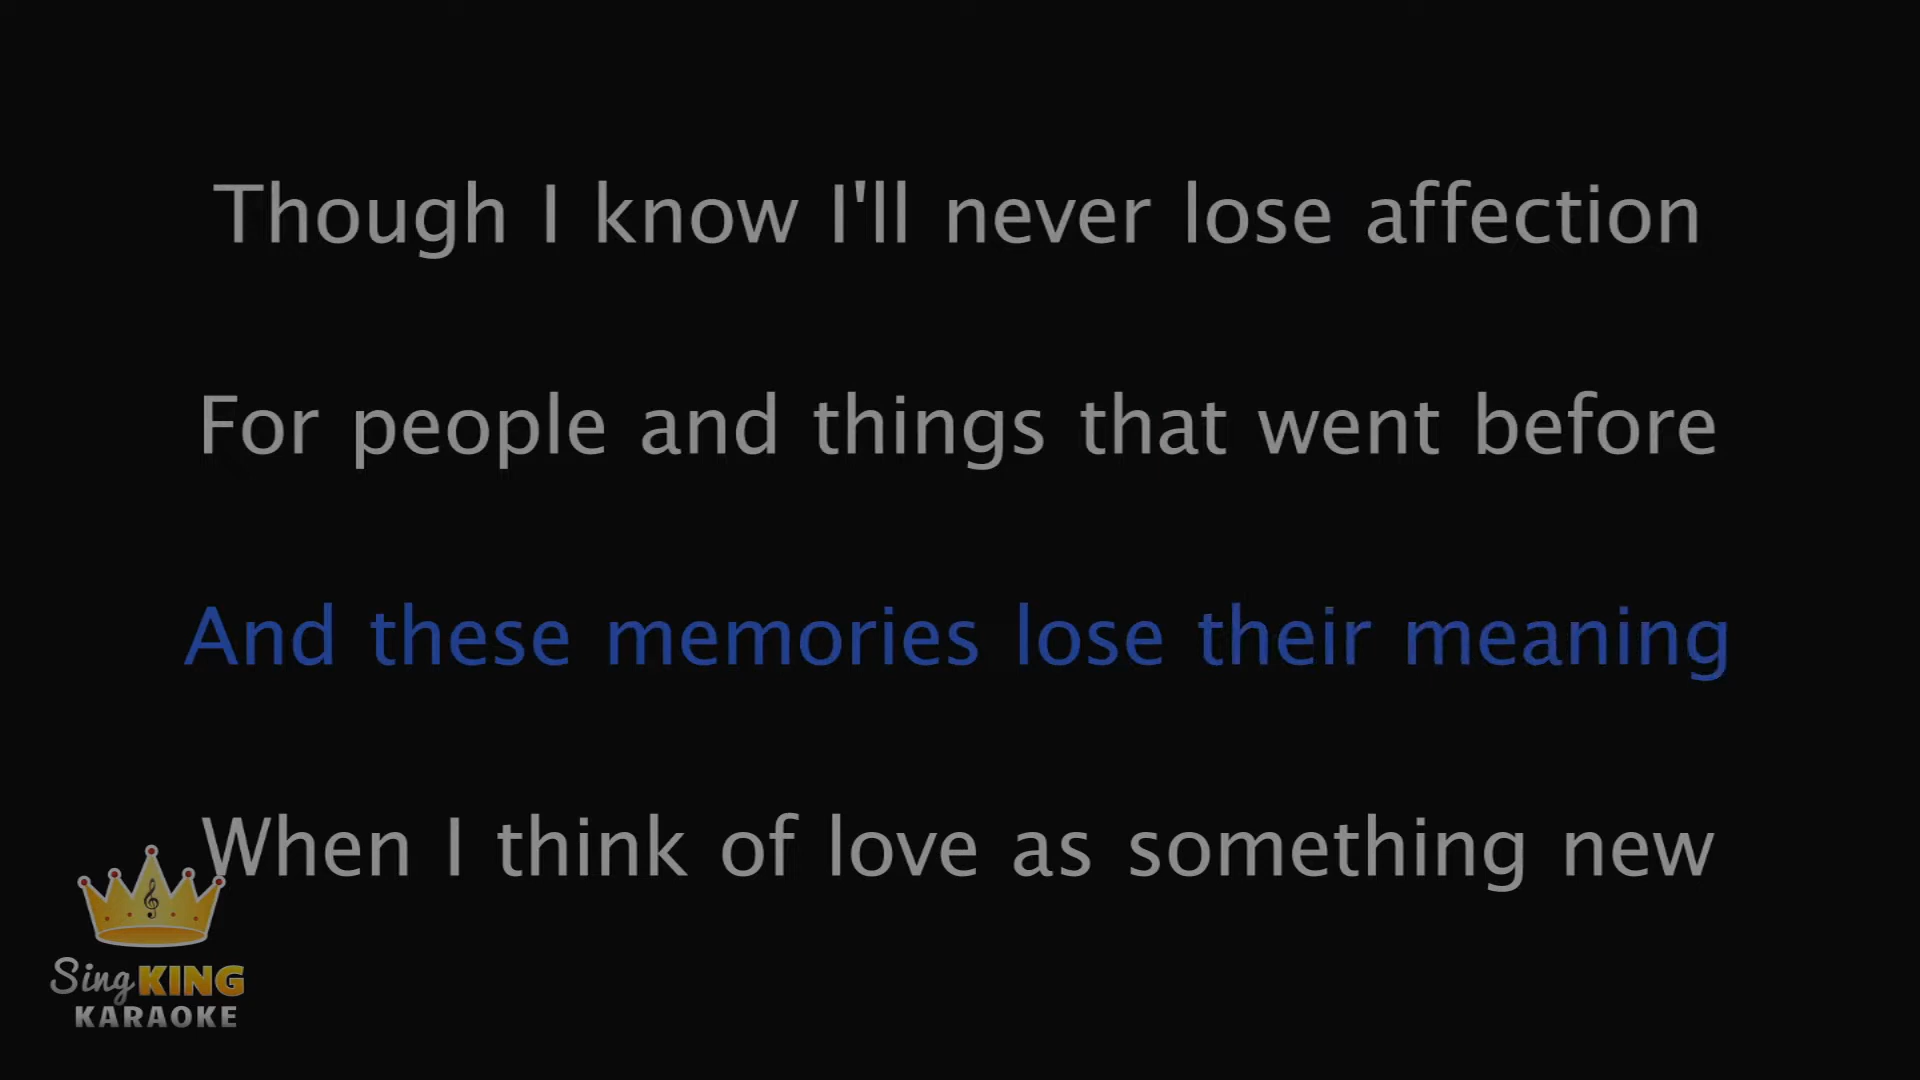 Though I know I'll never lose affection
For people and things that went before
And these memories lose their meaning
When I think of love as something new
Sing KING
KARAOKE